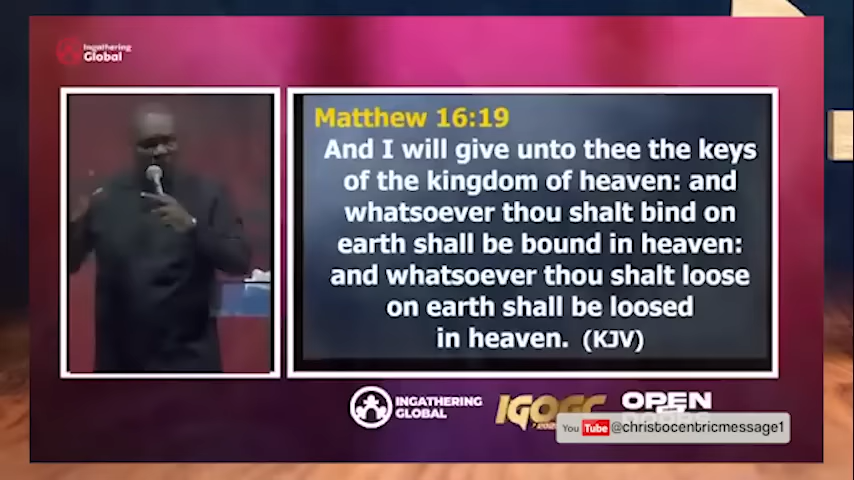 Ingathering
Global
Matthew 16:19
And I will give unto thee the keys
of the kingdom of heaven: and
whatsoever thou shalt bind on
earth shall be bound in heaven:
and whatsoever thou shalt loose
on earth shall be loosed
in heaven. (KJV)
INGATHERING
GLOBAL
IGOGC
OPEN
You Tube @christocentricmessage1